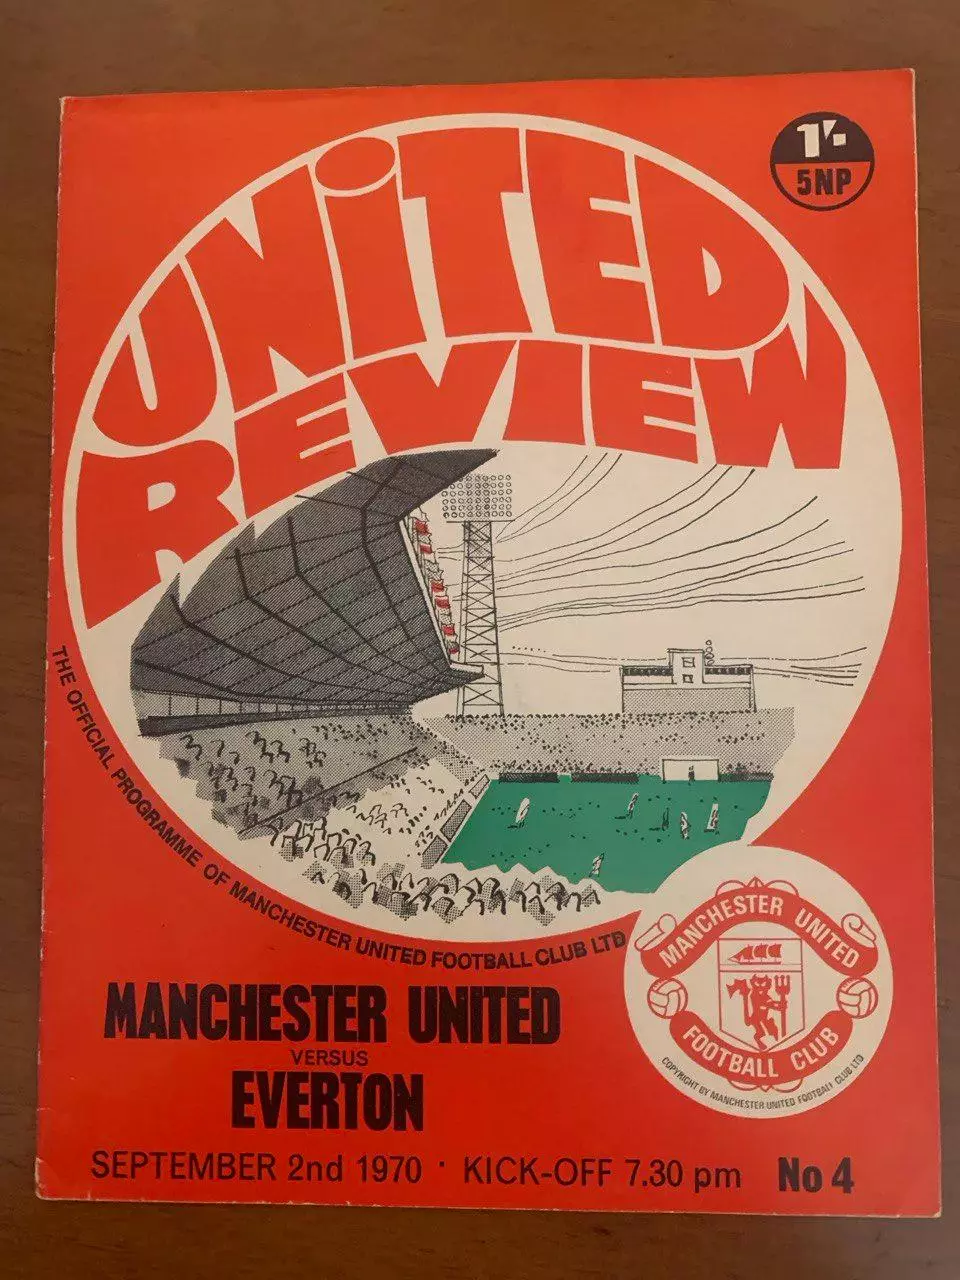 1'-
5NP
UNiTED
REVIEW
THE OFFICIAL PROGRAMME OF MANCHESTER UNITED FOOTBALL CLUB LTD
MANCHESTER UNITED
FOOTBALL CLUB
COPYRIGHT BY MANCHESTER UNITED FOOTBALL CLUB LTD
MANCHESTER UNITED
VERSUS
EVERTON
SEPTEMBER 2nd 1970 · KICK-OFF 7.30 pm No 4